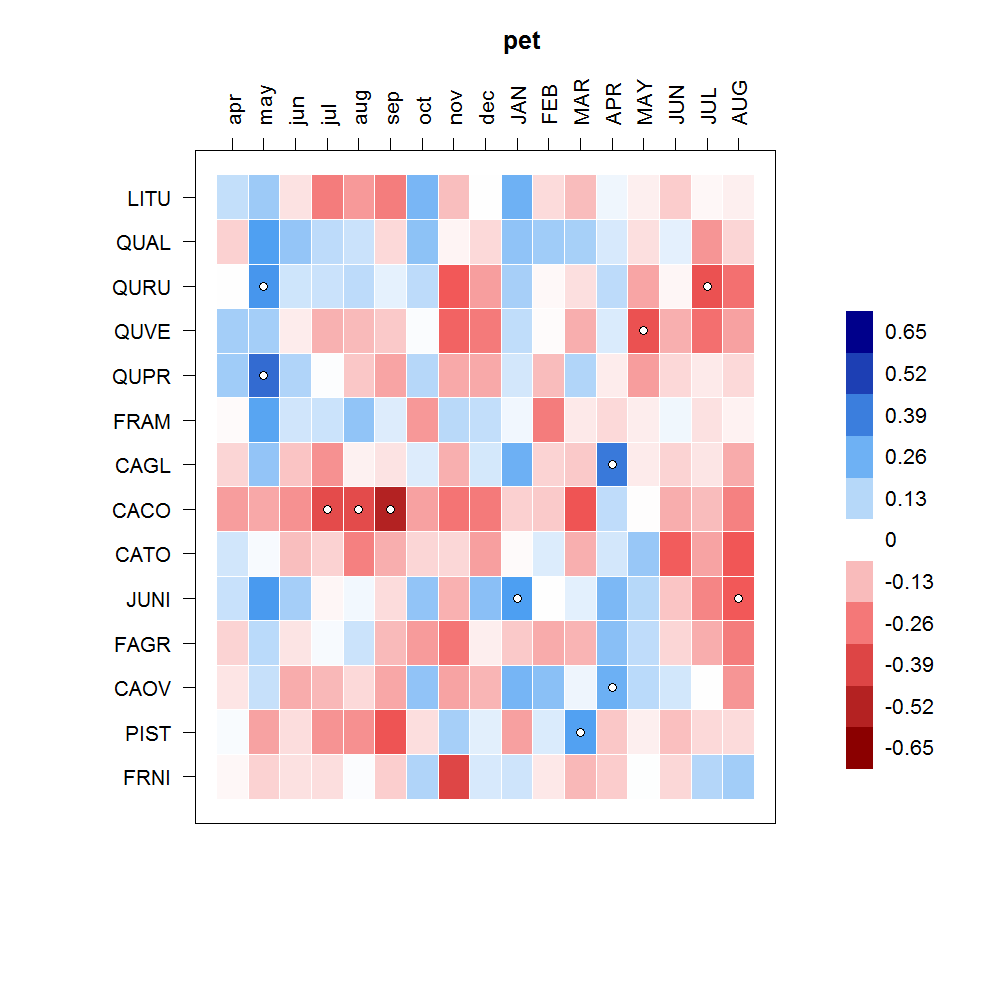 pet
apr may jun jul aug sep oct nov dec JAN FEB MAR APR MAY JUN JUL AUG
LITU
QUAL
QURU
QUVE
QUPR
FRAM
CAGL
CACO
CATO
JUNI
FAGR
CAOV
PIST
FRNI
0.65
0.52
0.39
0.26
0.13
0
-0.13
-0.26
-0.39
-0.52
-0.65